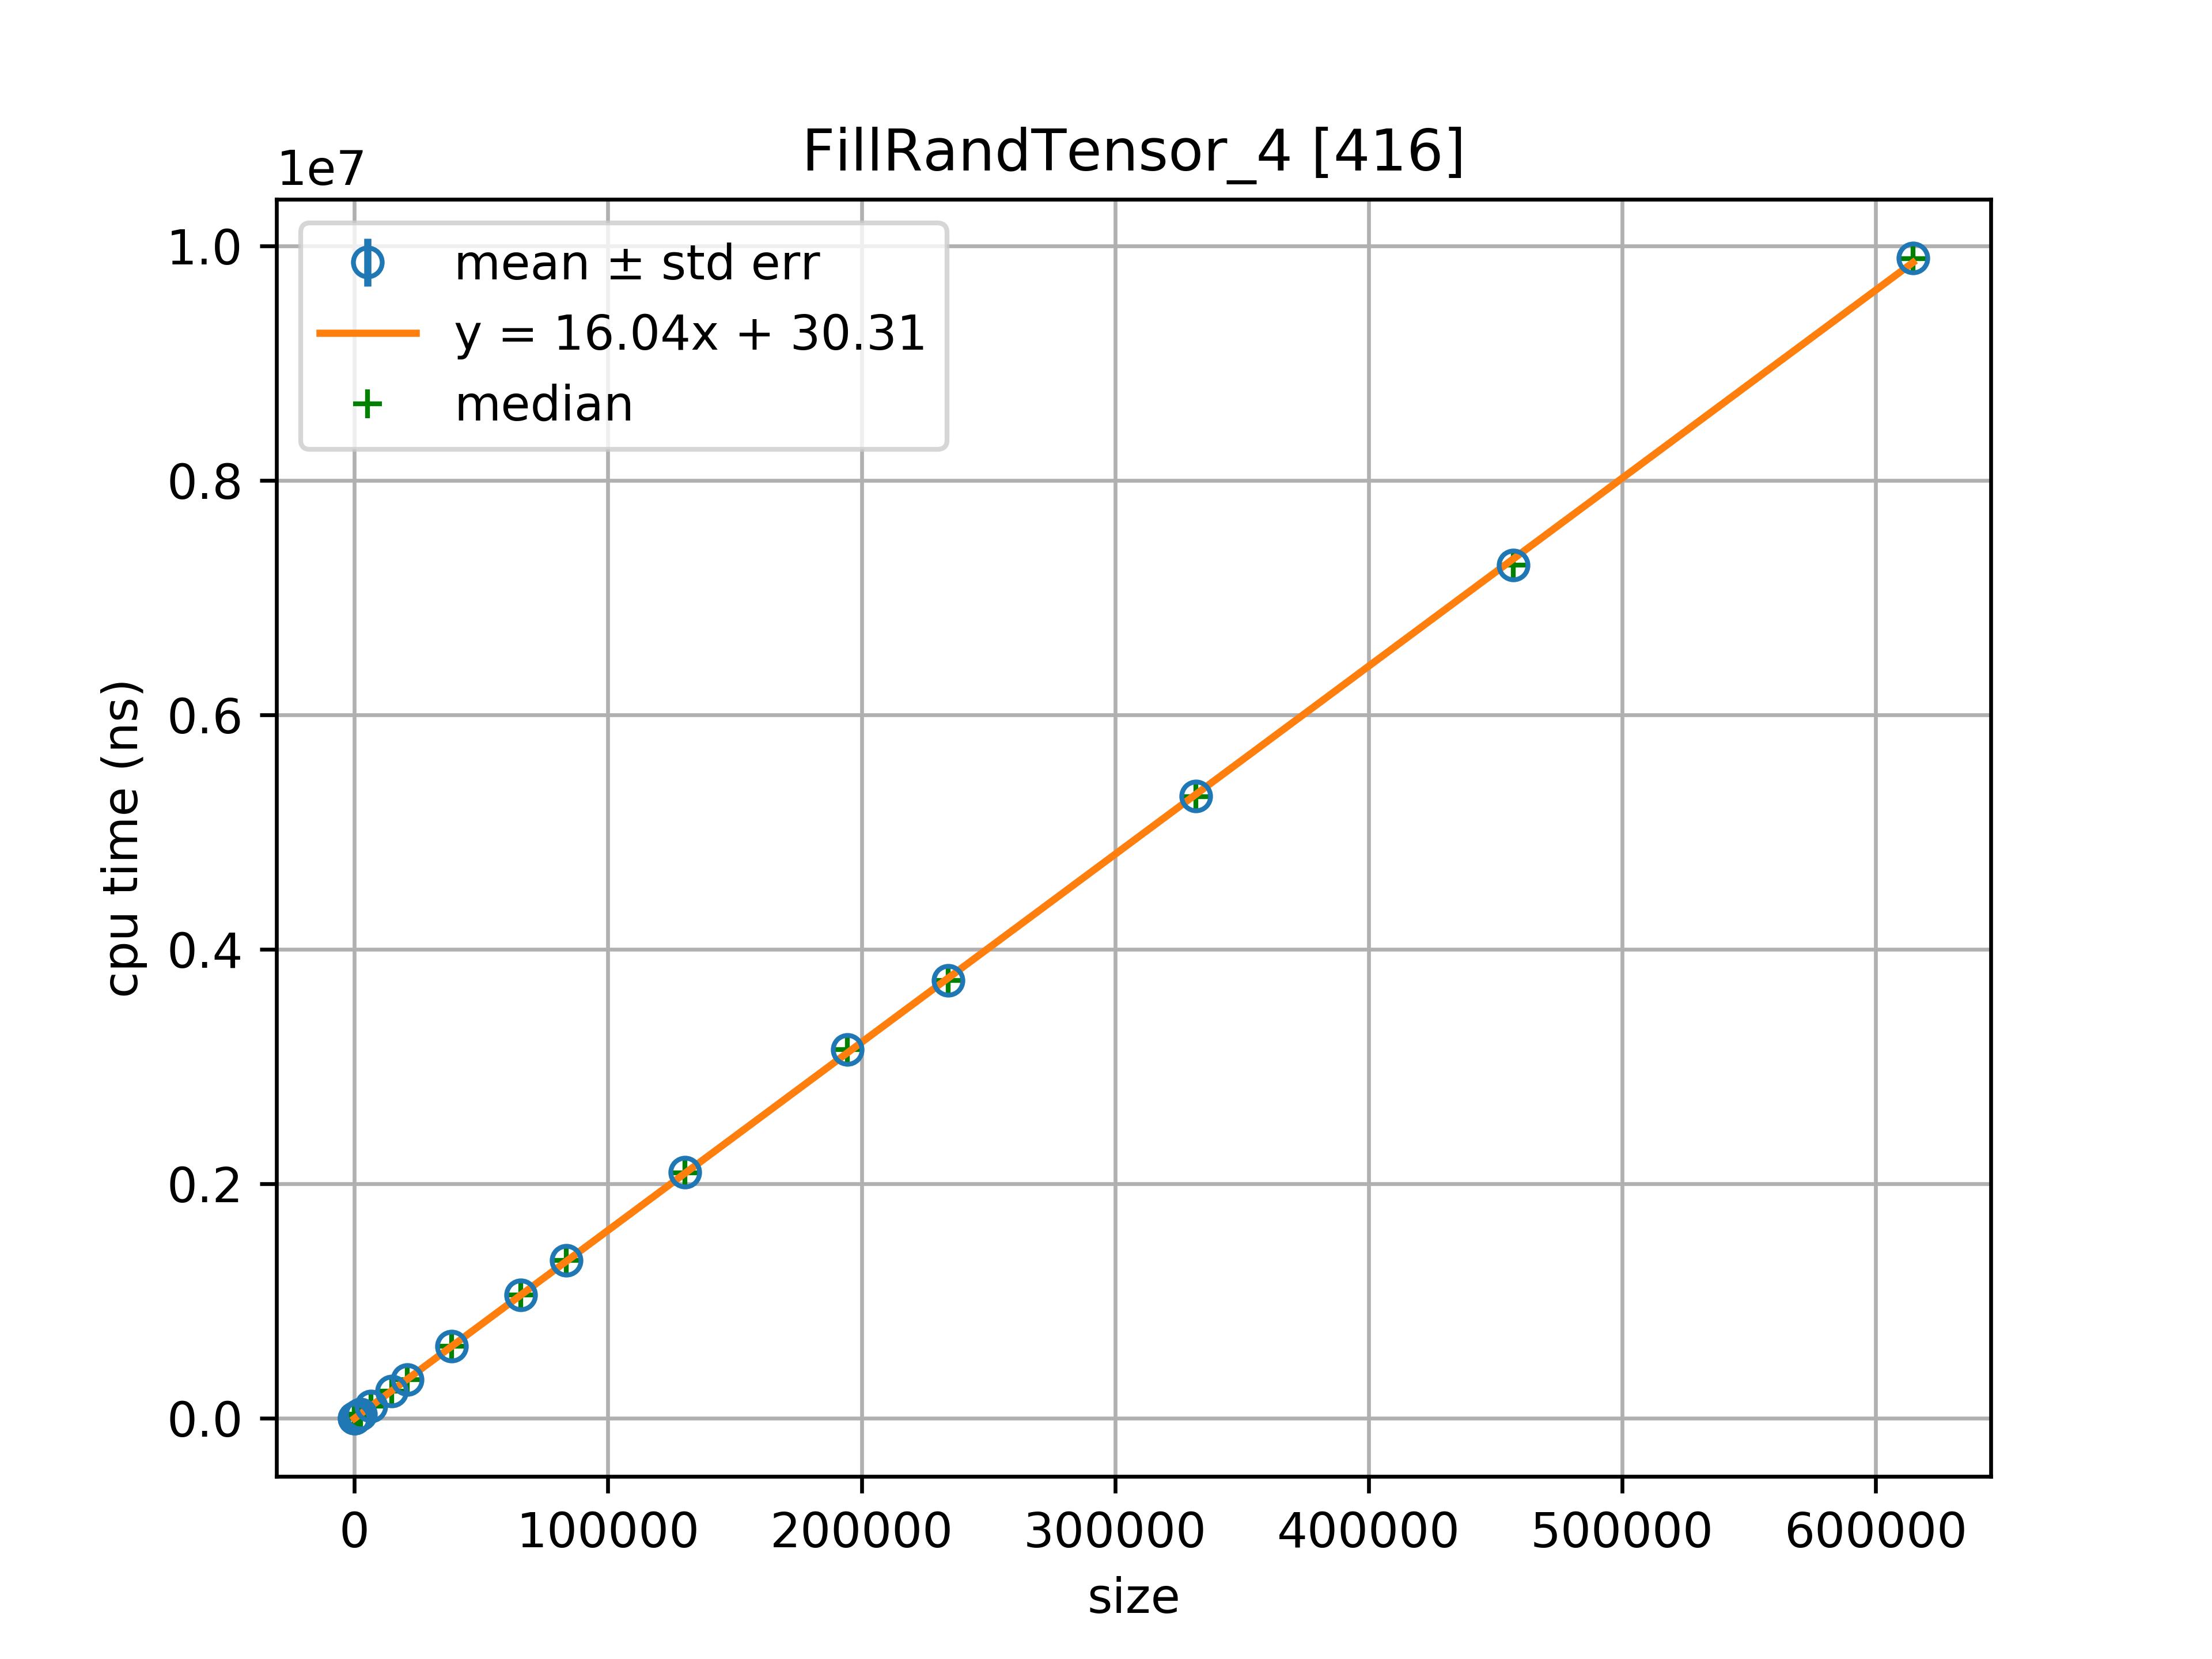 FillRandTensor_4 [416]
1e7
mean ± std err
y = 16.04x + 30.31
median
1.0
0.8
0.6
0.4
0.2
0.0
cpu time (ns)
0 100000 200000 300000 400000 500000 600000
size